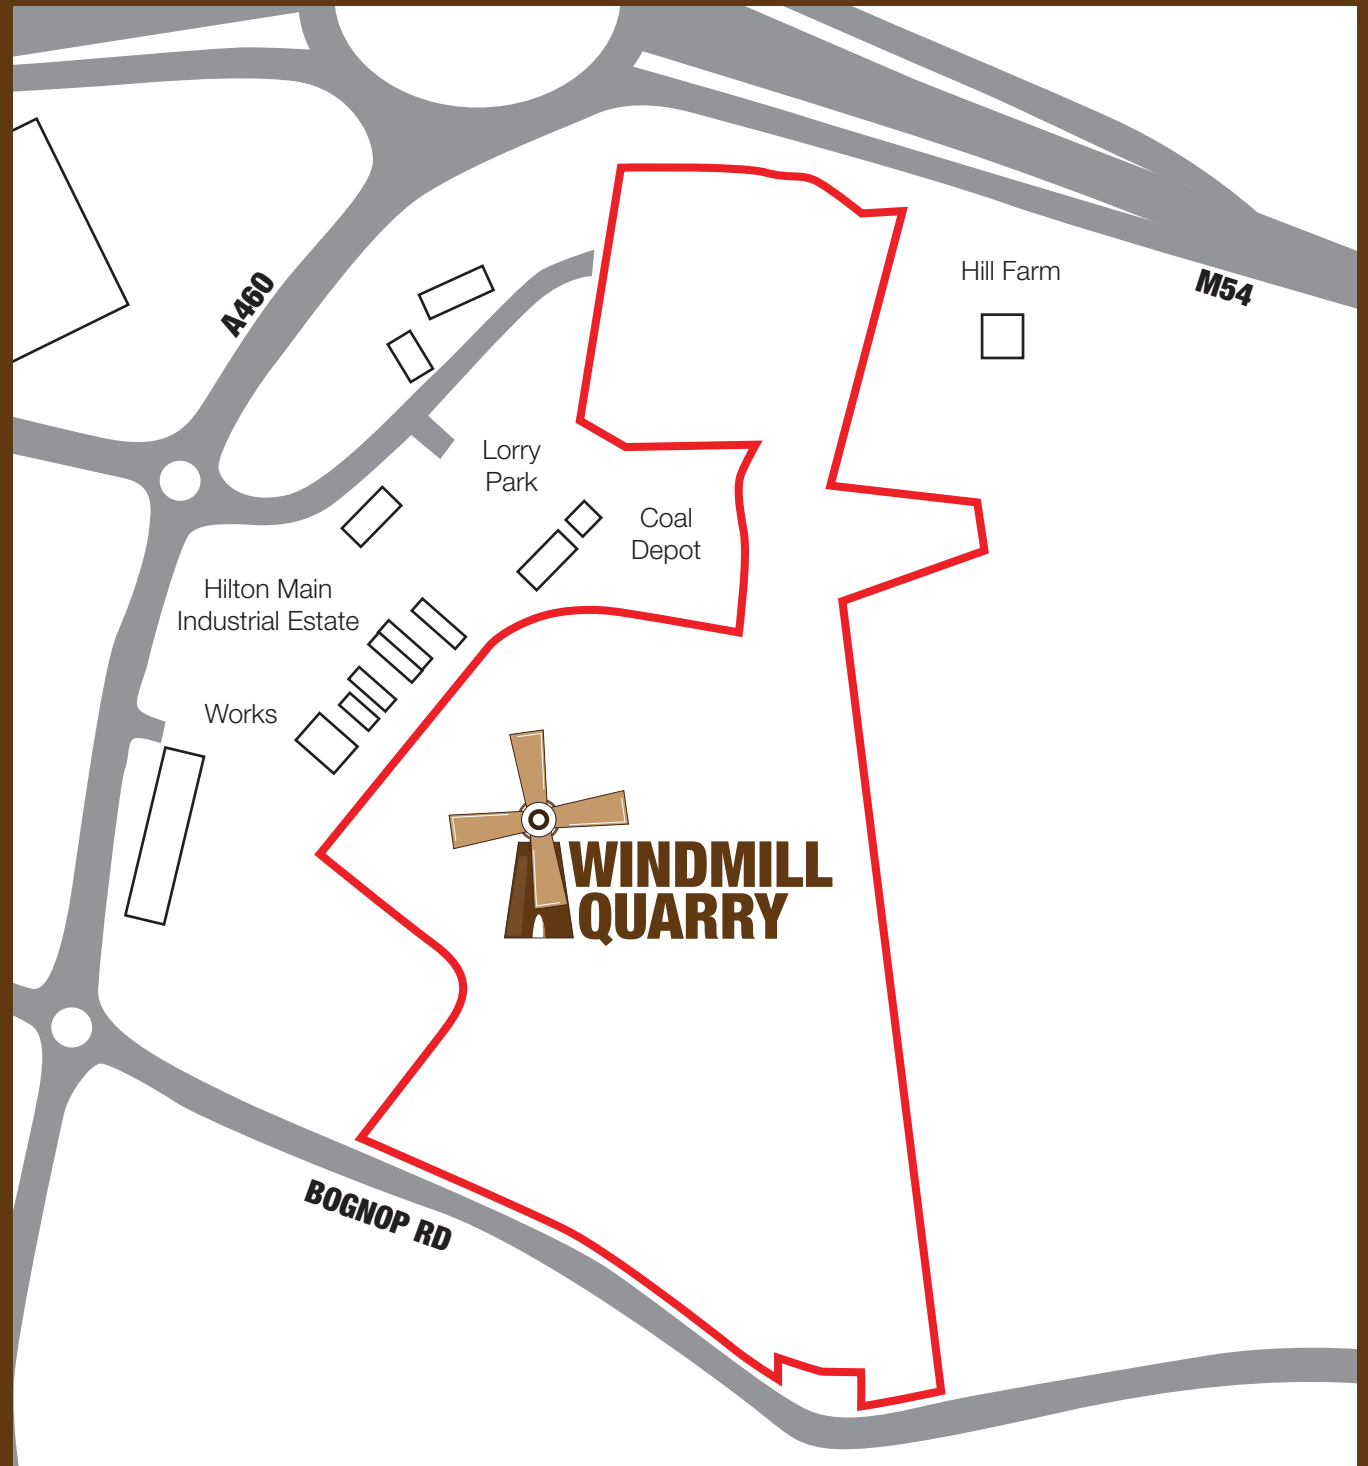 A460
Hill Farm
M54
Lorry
Park
Coal
Depot
Hilton Main
Industrial Estate
Works
WINDMILL
QUARRY
BOGNOP RD